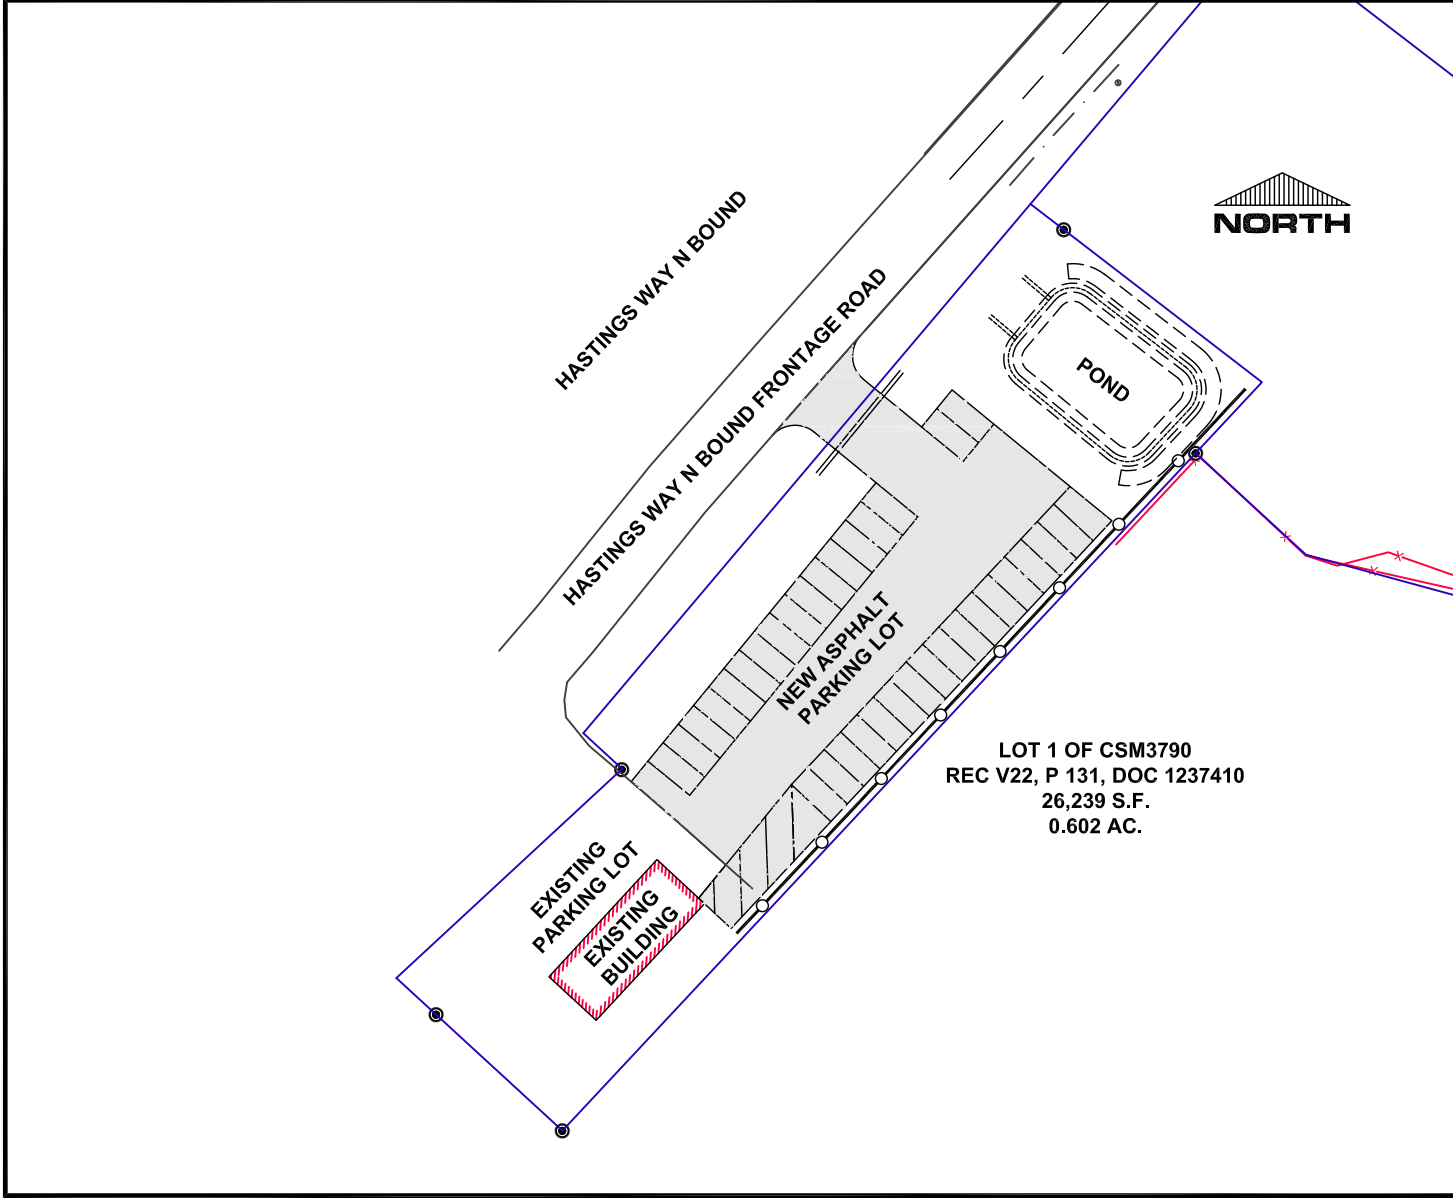 HASTINGS WAY N BOUND
NORTH
HASTINGS WAY N BOUND FRONTAGE ROAD
POND
NEW ASPHALT
PARKING LOT
LOT 1 OF CSM3790
REC V22, P 131, DOC 1237410
26,239 S.F.
0.602 AC.
EXISTING
PARKING LOT
EXISTING
BUILDING